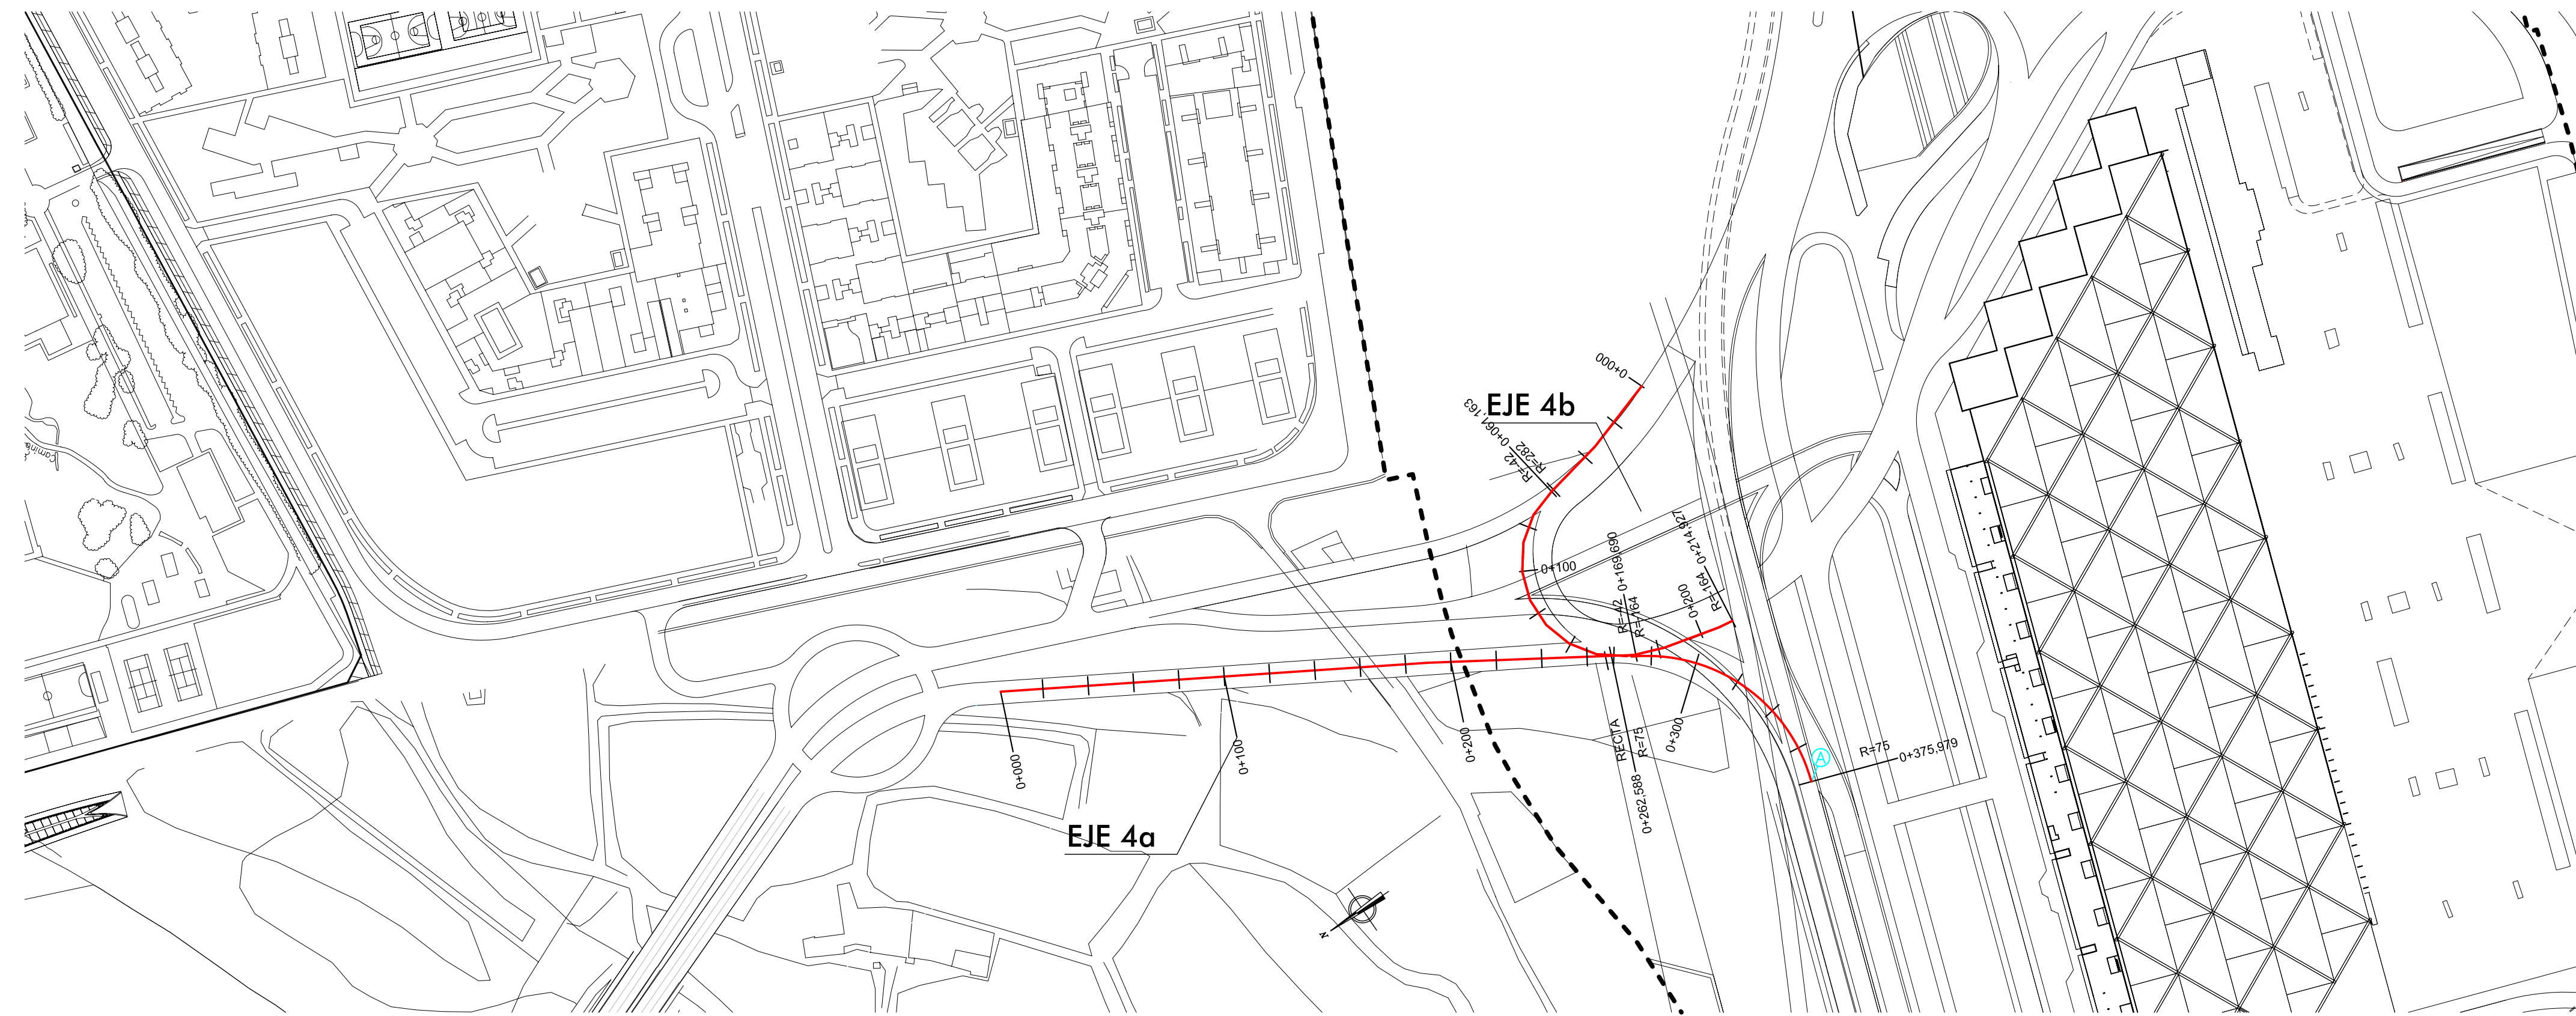 0+000
EJE 4b
0+061,163
R=282
R=-42
0+100
0+169,690
R=-42
R=-164
0+214,927
R=-164
0+200
camino
0+000
0+100
0+200
RECTA
R=75
0+262,588
0+300
A
R=75
0+375,979
EJE 4a
N